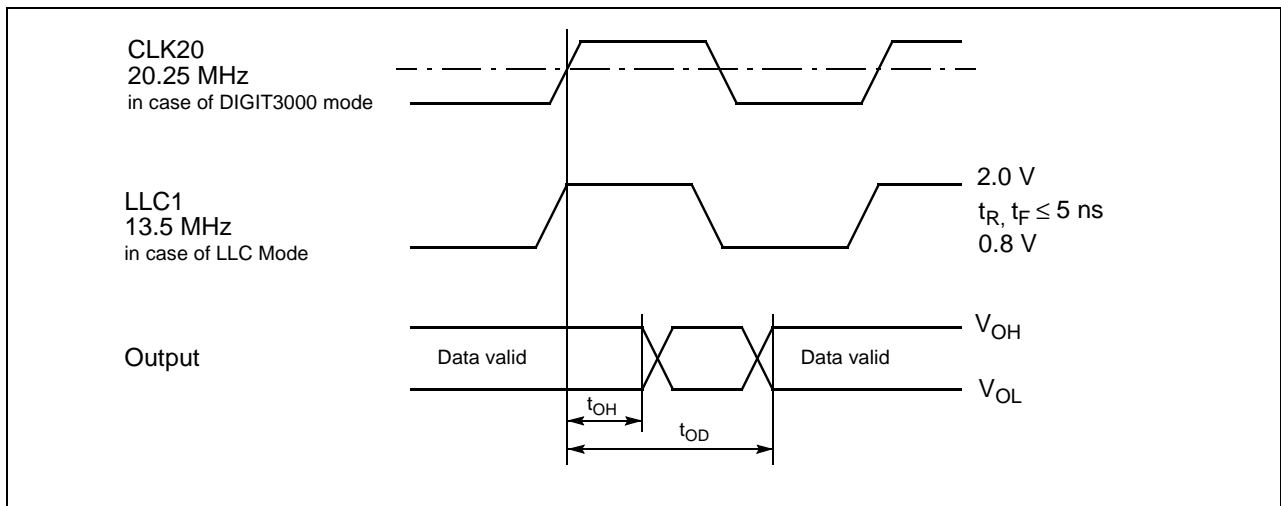 CLK20
20.25 MHz
in case of DIGIT3000 mode
LLC1
13.5 MHz
in case of LLC Mode
2.0 V
tR, tF ≤ 5 ns
0.8 V
Output
Data valid
Data valid
VOH
VOL
tOH
tOD